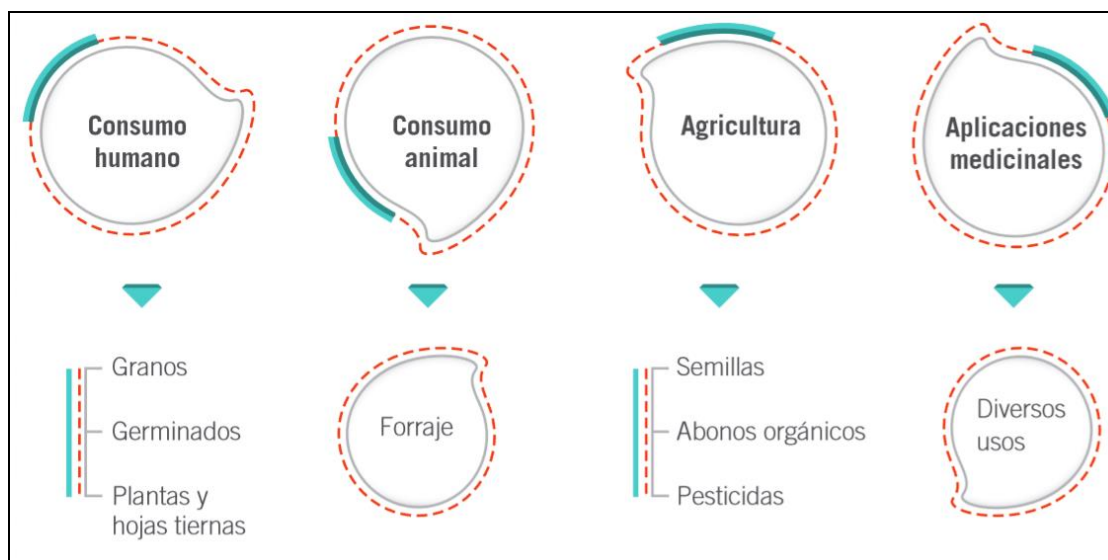 Consumo
humano
Consumo
animal
Agricultura
Aplicaciones
medicinales
Granos
Germinados
Plantas y
hojas tiernas
Forraje
Semillas
Abonos orgánicos
Pesticidas
Diversos
usos